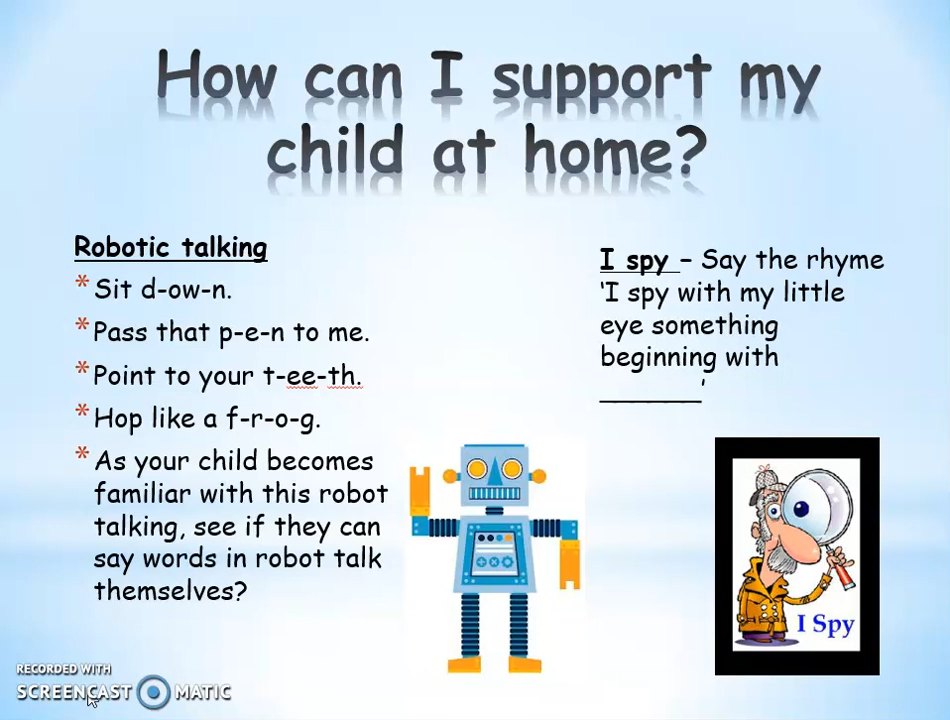 How can I support my
child at home?
Robotic talking
* Sit d-ow-n.
* Pass that p-e-n to me.
* Point to your t-ee-th.
* Hop like a f-r-o-g.
* As your child becomes
familiar with this robot
talking, see if they can
say words in robot talk
themselves?
I spy – Say the rhyme
‘I spy with my little
eye something
beginning with
_______’
I Spy
RECORDED WITH
SCREENCAST MATIC